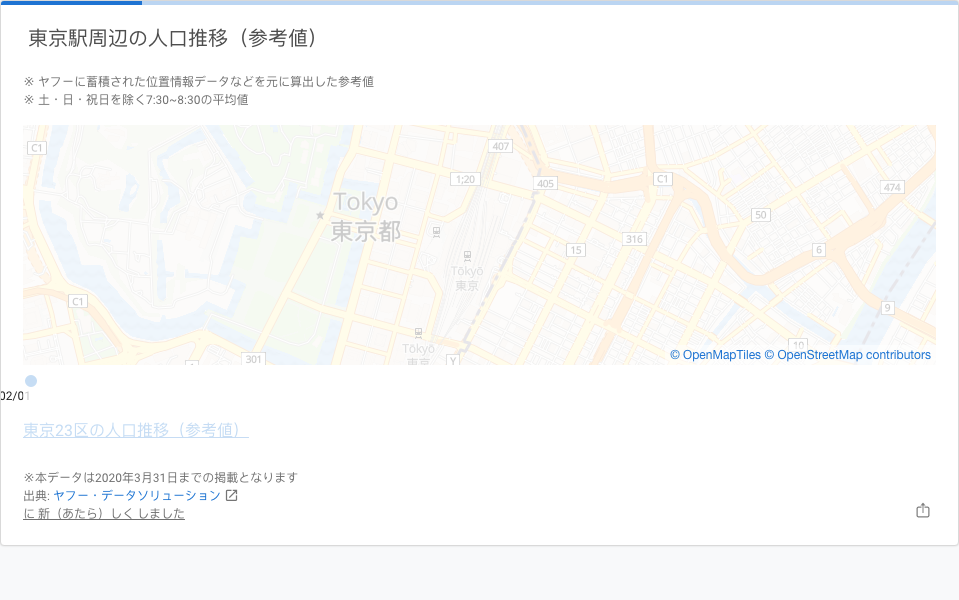 東京駅周辺の人口推移（参考値）
※ ヤフーに蓄積された位置情報データなどを元に算出した参考値
※ 土・日・祝日を除く7:30~8:30の平均値
C1
407
1;20
405
C1
474
Tokyo
東京都
50
316
15
6
Tōkyō
東京
C1
9
10
301
Tōkyō
東京
Y
© OpenMapTiles © OpenStreetMap contributors
02/01
東京23区の人口推移（参考値）
※本データは2020年3月31日までの掲載となります
出典: ヤフー・データソリューション
に 新（あたら）しく しました